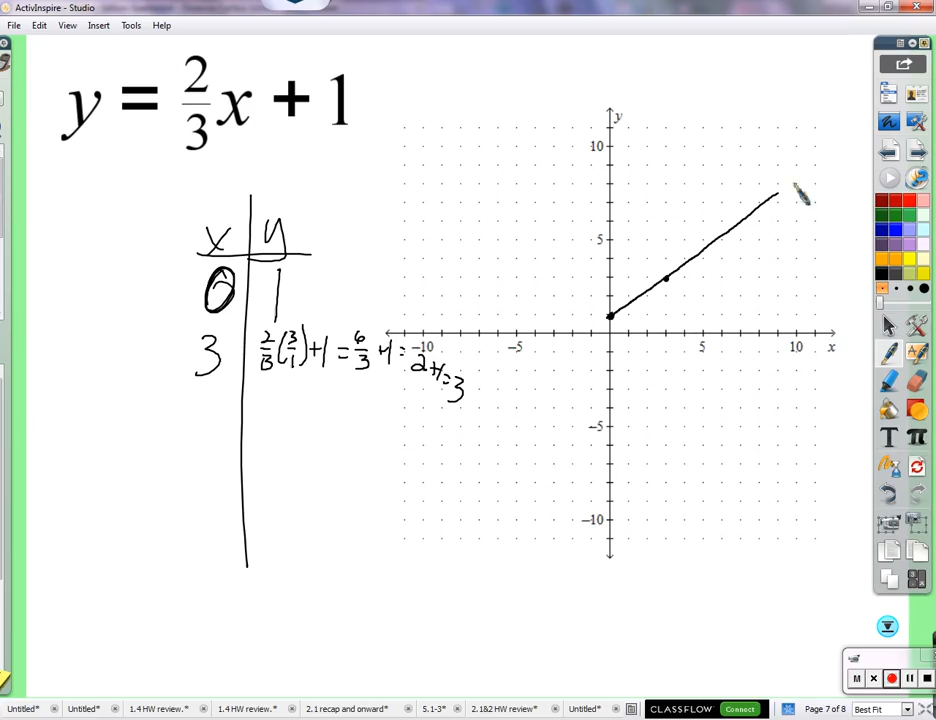 ActivInspire - Studio
File Edit View Insert Tools Help
y = 2/3 x + 1
x y
0 1
3 2/3 (3/1) + 1 = 6/3 + 1 = 2 + 1 = 3
y
10
5
-10 -5 5 10 x
-5
-10
T π
M
Untitled* Untitled* 1.4 HW review.* 1.4 HW review.* 2.1 recap and onward* 5.1-3* 2.1&2 HW review* Untitled* CLASSFLOW Connect Page 7 of 8 Best Fit